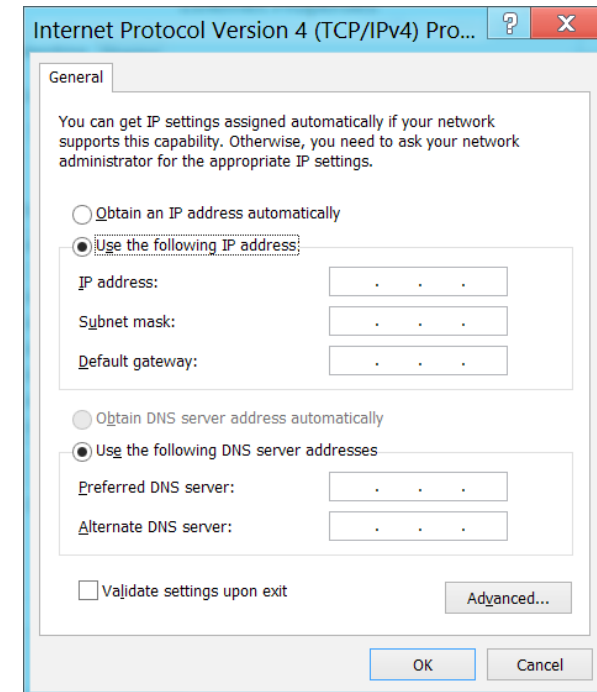 Internet Protocol Version 4 (TCP/IPv4) Pro...
?
X
General
You can get IP settings assigned automatically if your network
supports this capability. Otherwise, you need to ask your network
administrator for the appropriate IP settings.
Obtain an IP address automatically
Use the following IP address:
IP address:
. . .
Subnet mask:
. . .
Default gateway:
. . .
Obtain DNS server address automatically
Use the following DNS server addresses
Preferred DNS server:
. . .
Alternate DNS server:
. . .
Validate settings upon exit
Advanced...
OK
Cancel